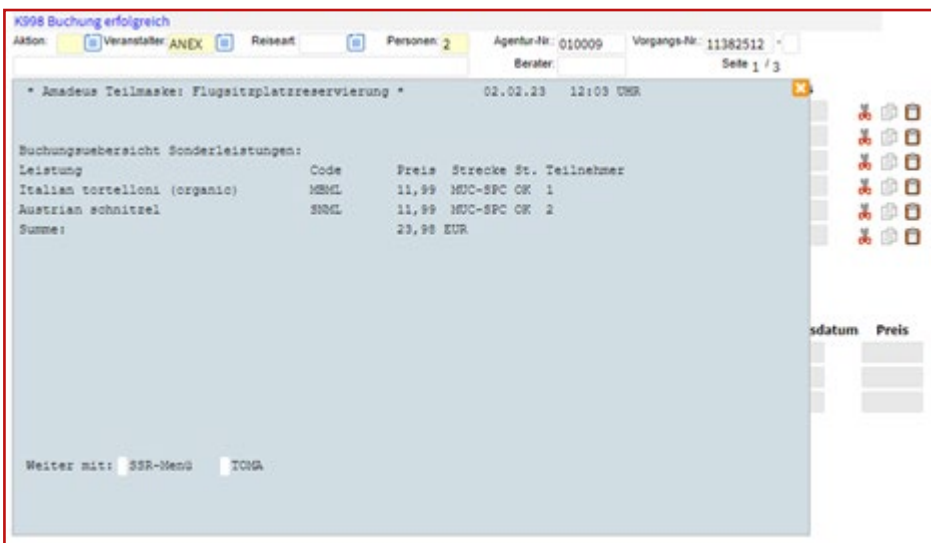 K998 Buchung erfolgreich
Aktion: Veranstalter: ANEX Reiseart: Personen: 2 Agentur-Nr.: 010009 Vorgangs-Nr.: 11382512 -
Berater: Seite 1 / 3
* Amadeus Teilmaske: Flugsitzplatzreservierung * 02.02.23 12:03 UHR
Buchungsuebersicht Sonderleistungen:
Leistung Code Preis Strecke St. Teilnehmer
Italian tortelloni (organic) 11,99 MUC-SPC OK 1
Austrian schnitzel 11,99 MUC-SPC OK 2
Summe: 23,98 EUR
sdatum Preis
Weiter mit: SSR-Menü TOMA